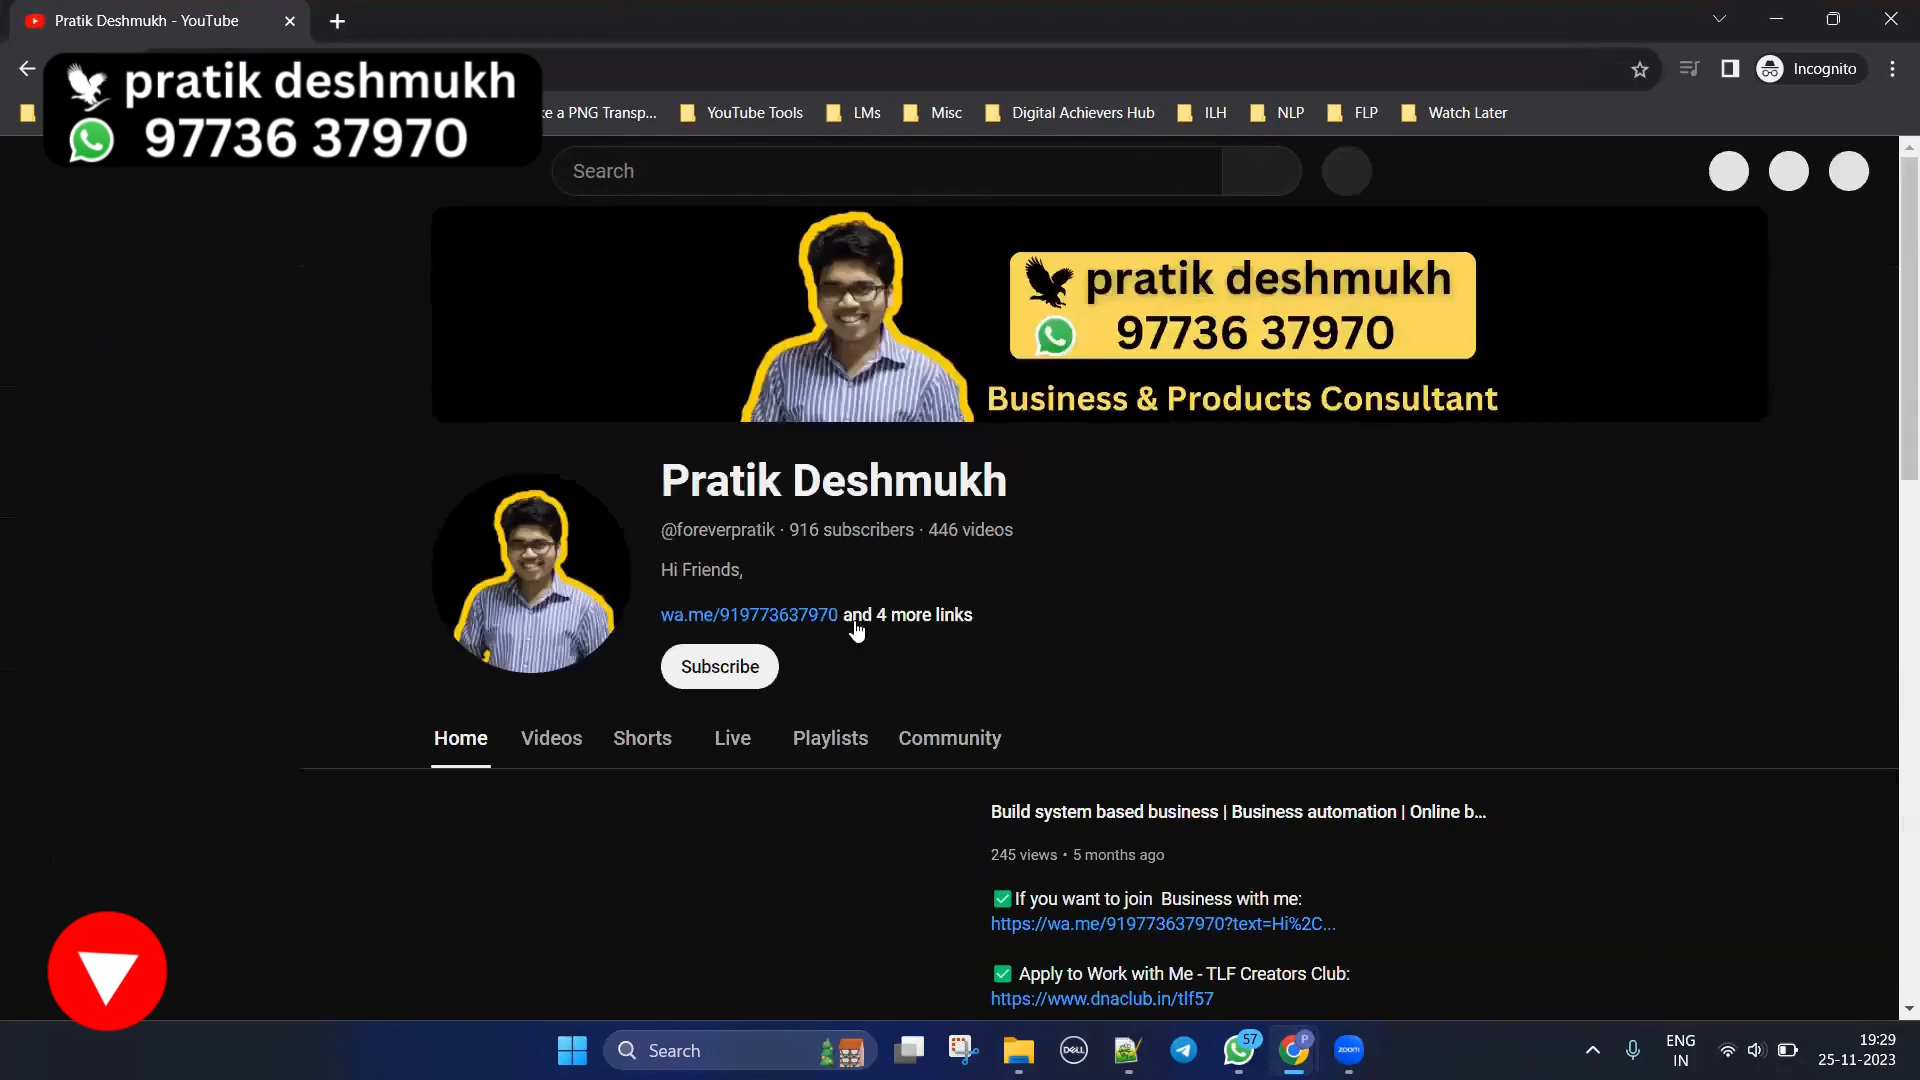 Pratik Deshmukh - YouTube
pratik deshmukh
97736 37970
Incognito
ke a PNG Transp...
YouTube Tools
LMs
Misc
Digital Achievers Hub
ILH
NLP
FLP
Watch Later
Search
pratik deshmukh
97736 37970
Business & Products Consultant
Pratik Deshmukh
@foreverpratik · 916 subscribers · 446 videos
Hi Friends,
wa.me/919773637970 and 4 more links
Subscribe
Home
Videos
Shorts
Live
Playlists
Community
Build system based business | Business automation | Online b...
245 views • 5 months ago
✅If you want to join Business with me:
https://wa.me/919773637970?text=Hi%2C...
✅ Apply to Work with Me - TLF Creators Club:
https://www.dnaclub.in/tlf57
Search
DELL
57
P
zoom
ENG
IN
19:29
25-11-2023